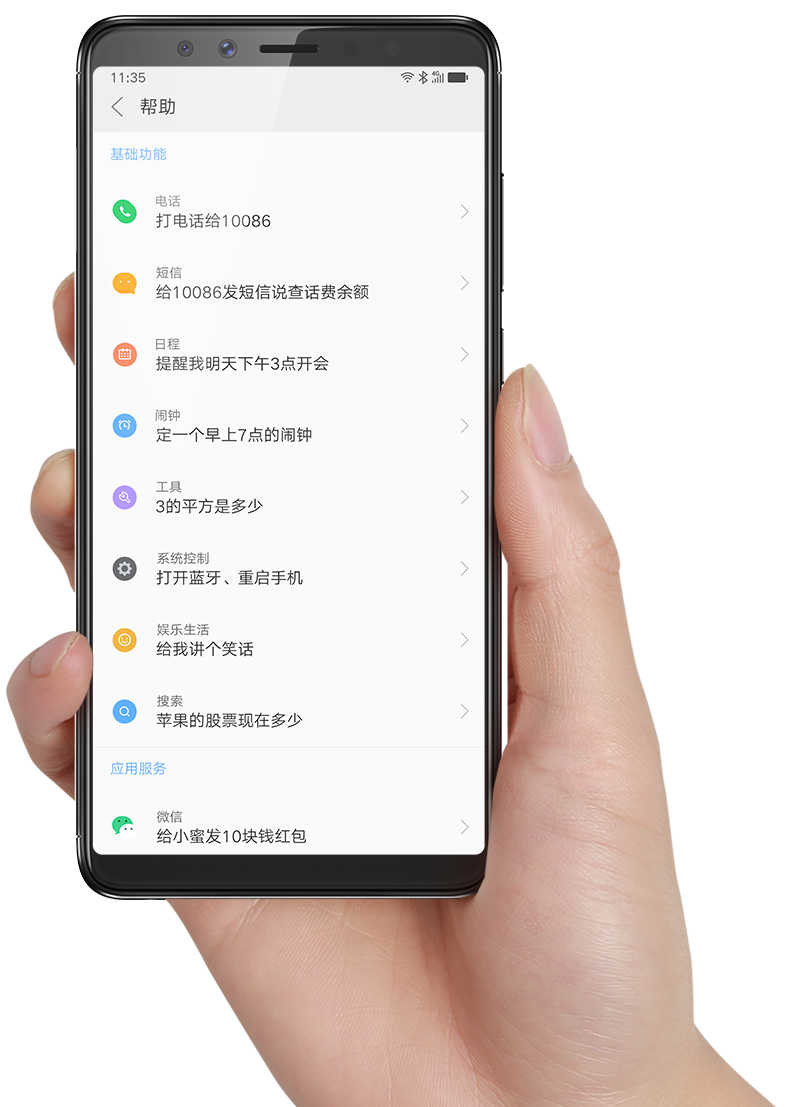 11:35
4G
帮助
基础功能
电话
打电话给10086
短信
给10086发短信说查话费余额
日程
提醒我明天下午3点开会
闹钟
定一个早上7点的闹钟
工具
3的平方是多少
系统控制
打开蓝牙、重启手机
娱乐生活
给我讲个笑话
搜索
苹果的股票现在多少
应用服务
微信
给小蜜发10块钱红包